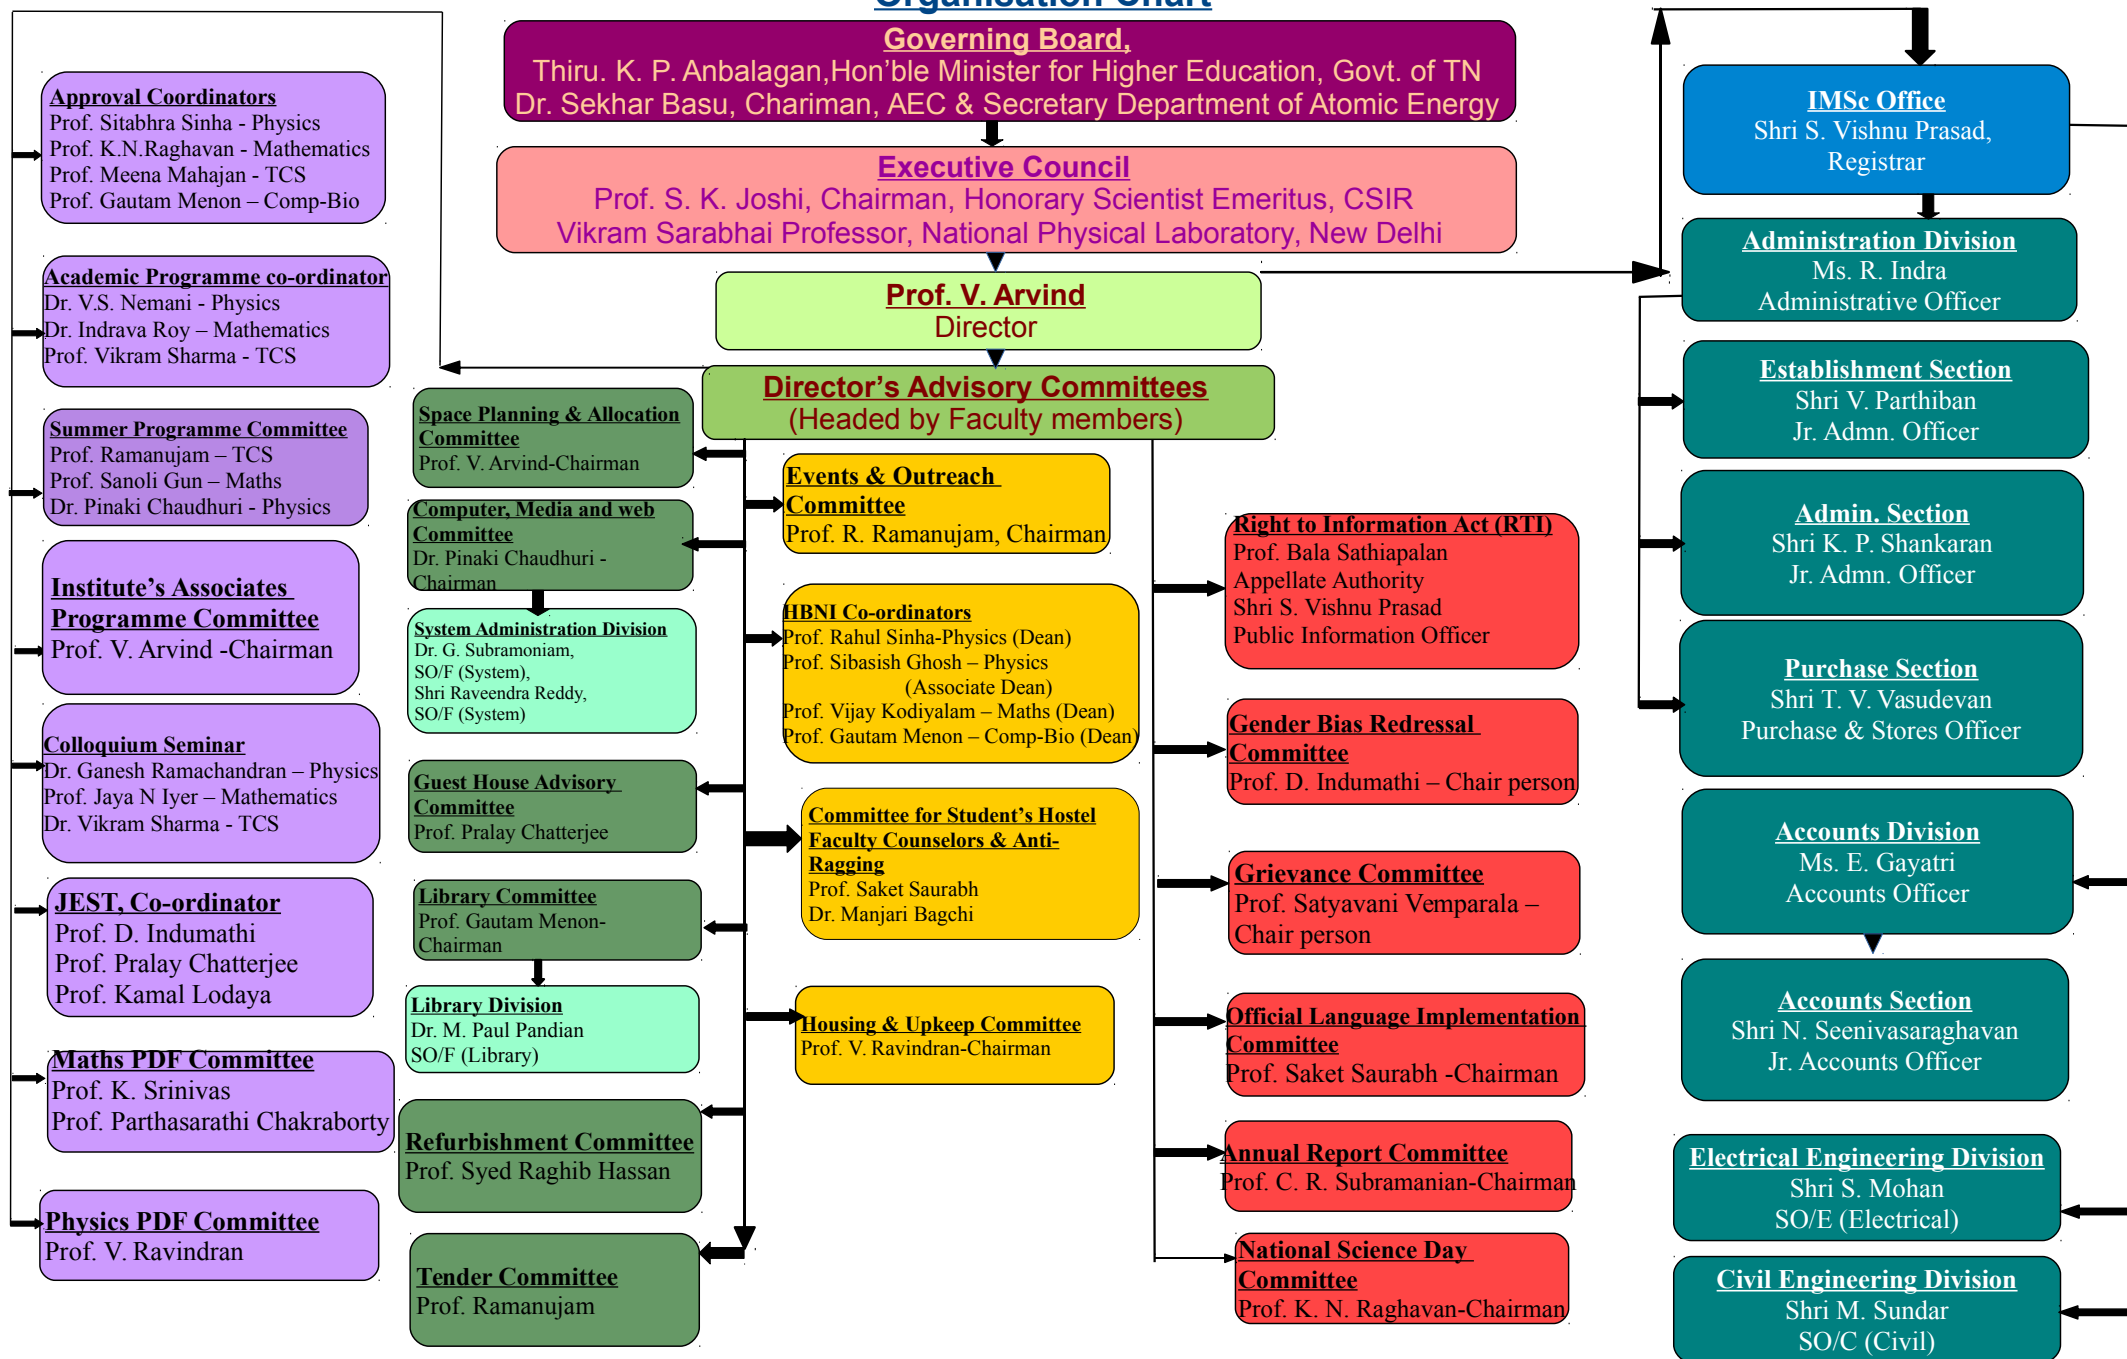 Organisation Chart
Governing Board,
Thiru. K. P. Anbalagan,Hon'ble Minister for Higher Education, Govt. of TN
Dr. Sekhar Basu, Chariman, AEC & Secretary Department of Atomic Energy
Executive Council
Prof. S. K. Joshi, Chairman, Honorary Scientist Emeritus, CSIR
Vikram Sarabhai Professor, National Physical Laboratory, New Delhi
Prof. V. Arvind
Director
Director's Advisory Committees
(Headed by Faculty members)
Approval Coordinators
Prof. Sitabhra Sinha - Physics
Prof. K.N.Raghavan - Mathematics
Prof. Meena Mahajan - TCS
Prof. Gautam Menon – Comp-Bio
Academic Programme co-ordinator
Dr. V.S. Nemani - Physics
Dr. Indrava Roy – Mathematics
Prof. Vikram Sharma - TCS
Summer Programme Committee
Prof. Ramanujam – TCS
Prof. Sanoli Gun – Maths
Dr. Pinaki Chaudhuri - Physics
Institute's Associates
Programme Committee
Prof. V. Arvind -Chairman
Colloquium Seminar
Dr. Ganesh Ramachandran – Physics
Prof. Jaya N Iyer – Mathematics
Dr. Vikram Sharma - TCS
JEST, Co-ordinator
Prof. D. Indumathi
Prof. Pralay Chatterjee
Prof. Kamal Lodaya
Maths PDF Committee
Prof. K. Srinivas
Prof. Parthasarathi Chakraborty
Physics PDF Committee
Prof. V. Ravindran
Space Planning & Allocation
Committee
Prof. V. Arvind-Chairman
Computer, Media and web
Committee
Dr. Pinaki Chaudhuri -
Chairman
System Administration Division
Dr. G. Subramoniam,
SO/F (System),
Shri Raveendra Reddy,
SO/F (System)
Guest House Advisory
Committee
Prof. Pralay Chatterjee
Library Committee
Prof. Gautam Menon-
Chairman
Library Division
Dr. M. Paul Pandian
SO/F (Library)
Refurbishment Committee
Prof. Syed Raghib Hassan
Tender Committee
Prof. Ramanujam
Events & Outreach
Committee
Prof. R. Ramanujam, Chairman
HBNI Co-ordinators
Prof. Rahul Sinha-Physics (Dean)
Prof. Sibasish Ghosh – Physics
(Associate Dean)
Prof. Vijay Kodiyalam – Maths (Dean)
Prof. Gautam Menon – Comp-Bio (Dean)
Committee for Student's Hostel
Faculty Counselors & Anti-
Ragging
Prof. Saket Saurabh
Dr. Manjari Bagchi
Housing & Upkeep Committee
Prof. V. Ravindran-Chairman
Right to Information Act (RTI)
Prof. Bala Sathiapalan
Appellate Authority
Shri S. Vishnu Prasad
Public Information Officer
Gender Bias Redressal
Committee
Prof. D. Indumathi – Chair person
Grievance Committee
Prof. Satyavani Vemparala –
Chair person
Official Language Implementation
Committee
Prof. Saket Saurabh -Chairman
Annual Report Committee
Prof. C. R. Subramanian-Chairman
National Science Day
Committee
Prof. K. N. Raghavan-Chairman
IMSc Office
Shri S. Vishnu Prasad,
Registrar
Administration Division
Ms. R. Indra
Administrative Officer
Establishment Section
Shri V. Parthiban
Jr. Admn. Officer
Admin. Section
Shri K. P. Shankaran
Jr. Admn. Officer
Purchase Section
Shri T. V. Vasudevan
Purchase & Stores Officer
Accounts Division
Ms. E. Gayatri
Accounts Officer
Accounts Section
Shri N. Seenivasaraghavan
Jr. Accounts Officer
Electrical Engineering Division
Shri S. Mohan
SO/E (Electrical)
Civil Engineering Division
Shri M. Sundar
SO/C (Civil)